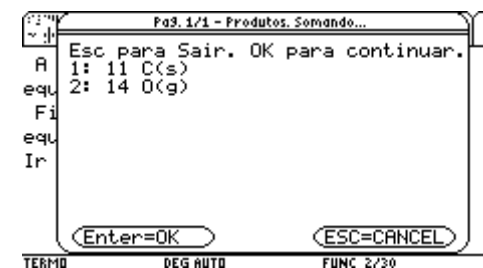 Pag. 1/1 - Produtos. Somando...
Esc para Sair. OK para continuar.
1: 11 C(s)
2: 14 O(g)
A
equ
Fi
equ
Ir
Enter=OK
ESC=CANCEL
TERMO DEG AUTO FUNC 2/30